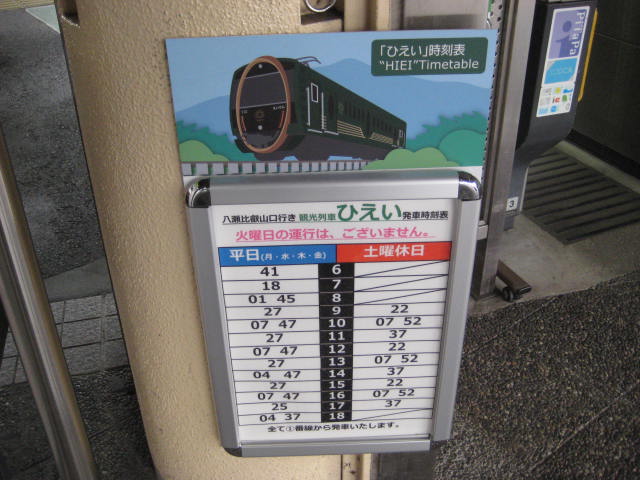 「ひえい」時刻表
"HIEI"Timetable
八瀬比叡山口行き 観光列車 ひえい 発車時刻表
火曜日の運行は、ございません。
平日(月・水・木・金) 土曜休日
41 6
18 7
01 45 8
27 9 22
07 47 10 07 52
27 11 37
07 47 12 22
27 13 07 52
04 47 14 37
27 15 22
07 47 16 07 52
25 17 37
04 37 18
全て①番線から発車いたします。
PiTaPa
3